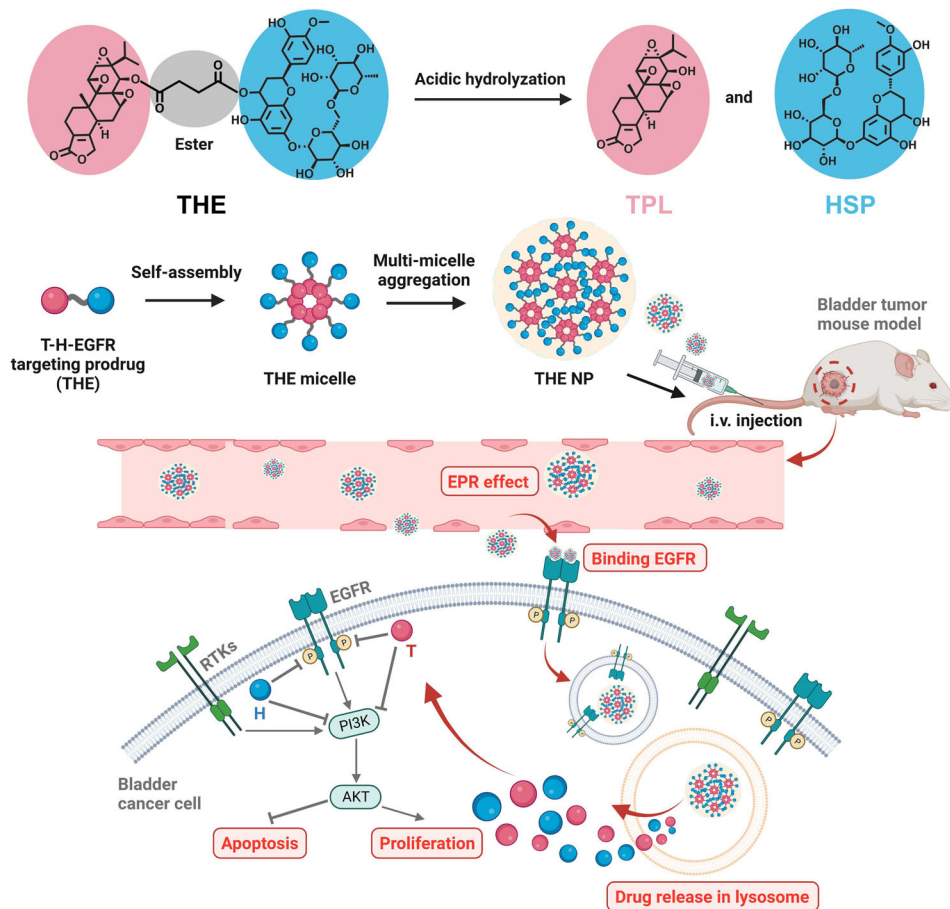 Acidic hydrolyzation
and
Ester
THE
TPL
HSP
Self-assembly
Multi-micelle
aggregation
T-H-EGFR
targeting prodrug
(THE)
THE micelle
THE NP
Bladder tumor
mouse model
i.v. injection
EPR effect
Binding EGFR
EGFR
RTKs
P
P
P
P
T
H
PI3K
P
P
AKT
Bladder
cancer cell
Apoptosis
Proliferation
Drug release in lysosome